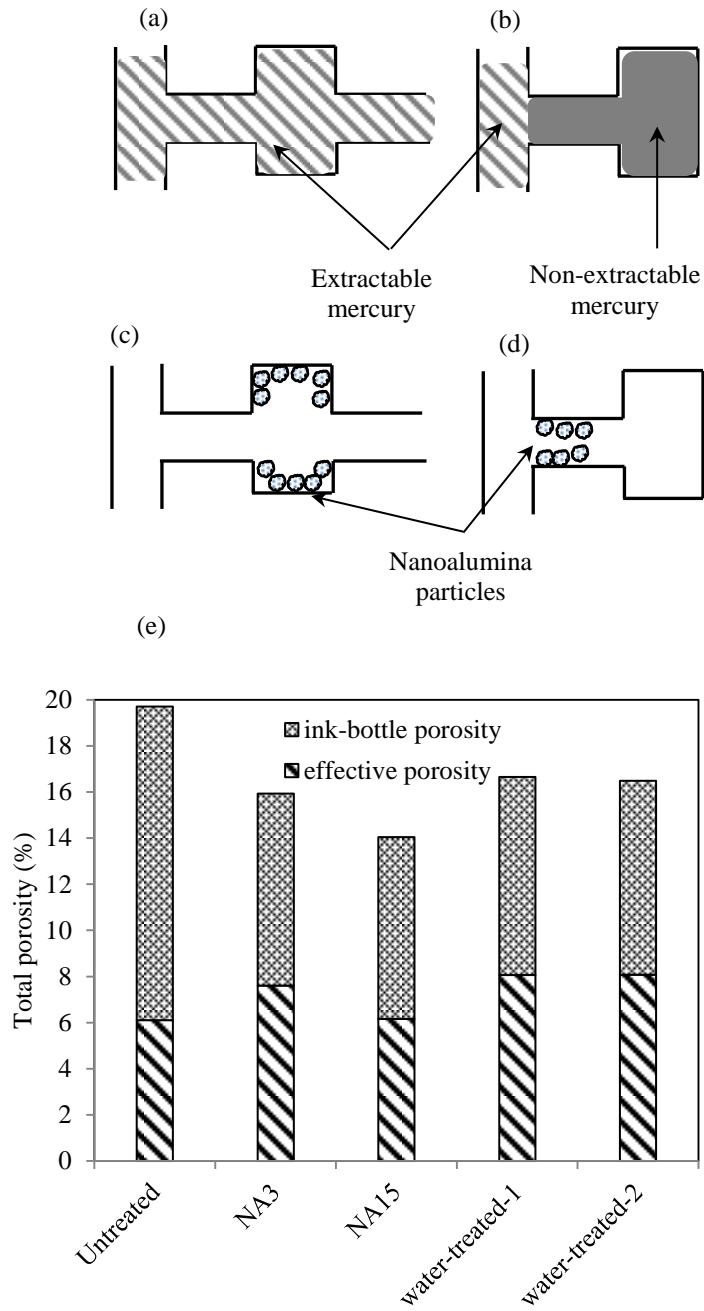 (a)
(b)
Extractable
mercury
Non-extractable
mercury
(c)
(d)
Nanoalumina
particles
(e)
Total porosity (%)
20
18
16
14
12
10
8
6
4
2
0
ink-bottle porosity
effective porosity
Untreated
NA3
NA15
water-treated-1
water-treated-2